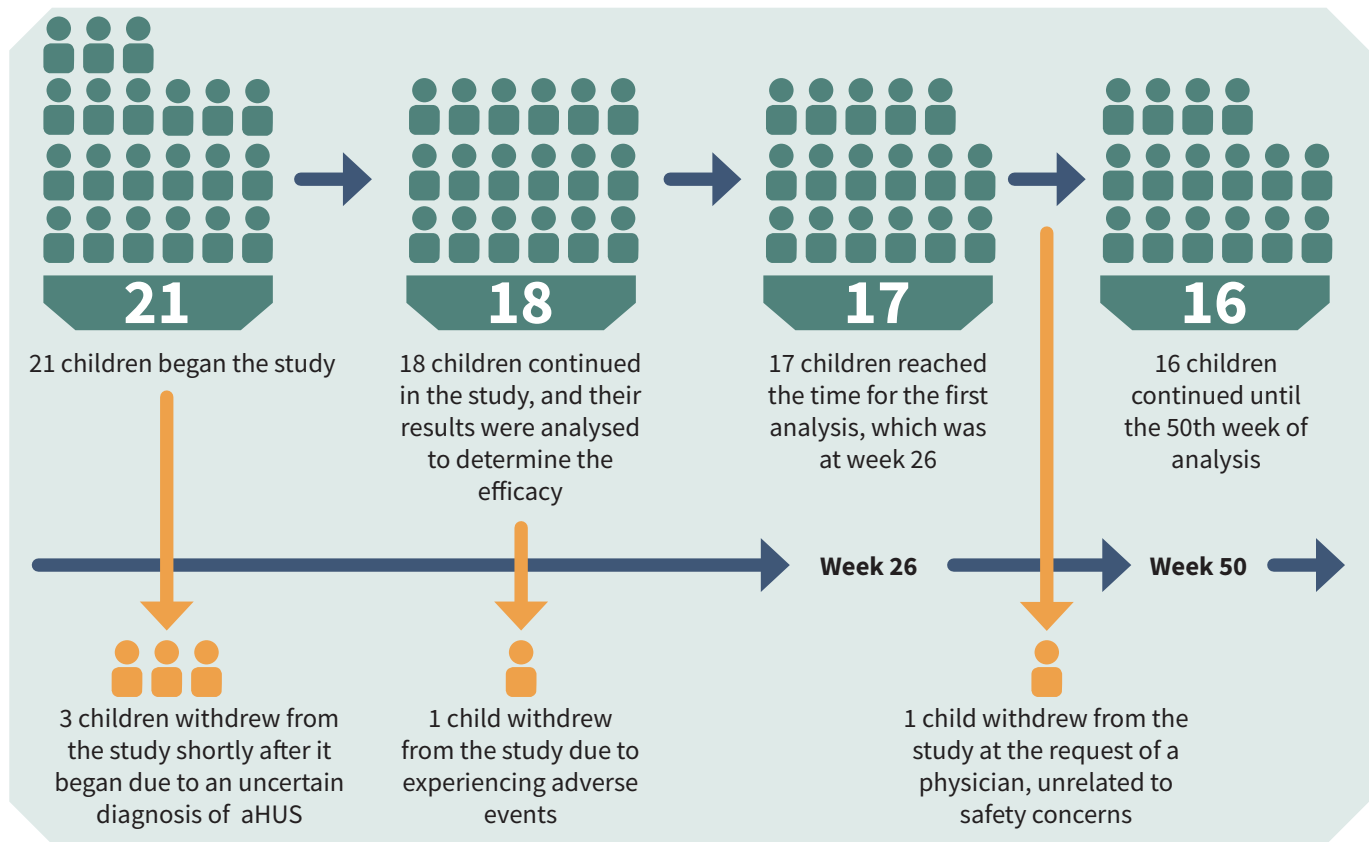 21
18
17
16
21 children began the study
18 children continued
in the study, and their
results were analysed
to determine the
efficacy
17 children reached
the time for the first
analysis, which was
at week 26
16 children
continued until
the 50th week of
analysis
Week 26
Week 50
3 children withdrew from
the study shortly after it
began due to an uncertain
diagnosis of aHUS
1 child withdrew
from the study due to
experiencing adverse
events
1 child withdrew from the
study at the request of a
physician, unrelated to
safety concerns